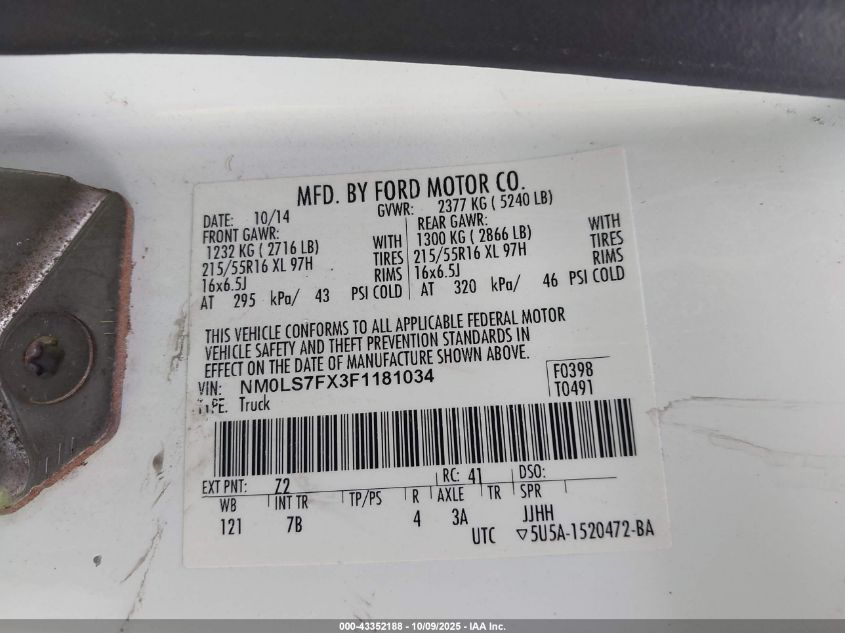 MFD. BY FORD MOTOR CO.
DATE: 10/14 GVWR: 2377 KG ( 5240 LB)
FRONT GAWR: REAR GAWR:
1232 KG ( 2716 LB) WITH 1300 KG ( 2866 LB) WITH
215/55R16 XL 97H TIRES 215/55R16 XL 97H TIRES
16x6.5J RIMS 16x6.5J RIMS
AT 295 kPa/ 43 PSI COLD AT 320 kPa/ 46 PSI COLD
THIS VEHICLE CONFORMS TO ALL APPLICABLE FEDERAL MOTOR
VEHICLE SAFETY AND THEFT PREVENTION STANDARDS IN
EFFECT ON THE DATE OF MANUFACTURE SHOWN ABOVE.
VIN: NM0LS7FX3F1181034 F0398
TYPE: Truck T0491
EXT PNT: Z2 RC: 41 DSO:
WB INT TR TP/PS R AXLE TR SPR
121 7B 4 3A JJHH
UTC ▽5U5A-1520472-BA
000-43352188 - 10/09/2025 - IAA Inc.